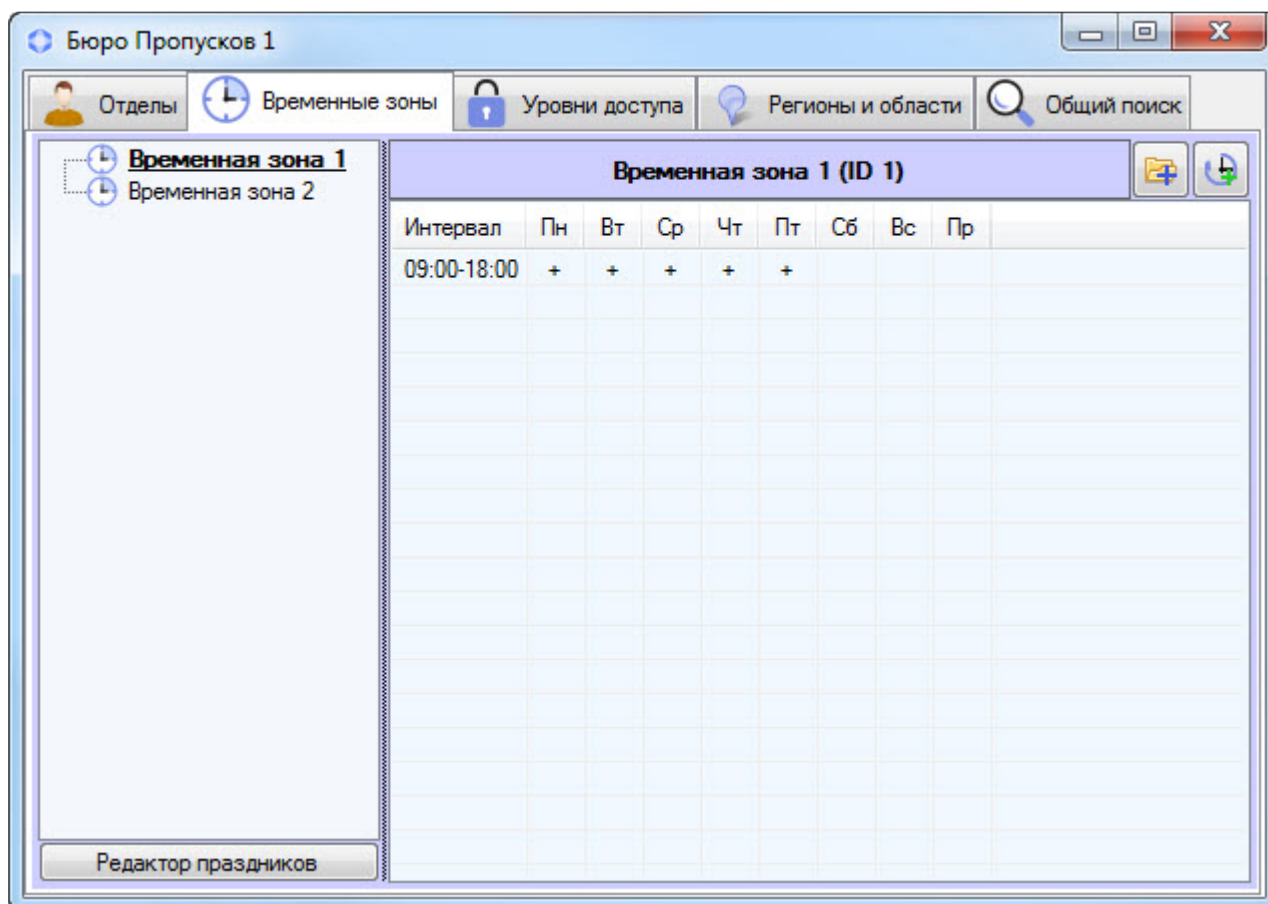 Бюро Пропусков 1
Отделы Временные зоны Уровни доступа Регионы и области Общий поиск
Временная зона 1
Временная зона 2
Временная зона 1 (ID 1)
Интервал Пн Вт Ср Чт Пт Сб Вс Пр
09:00-18:00 + + + + +
Редактор праздников